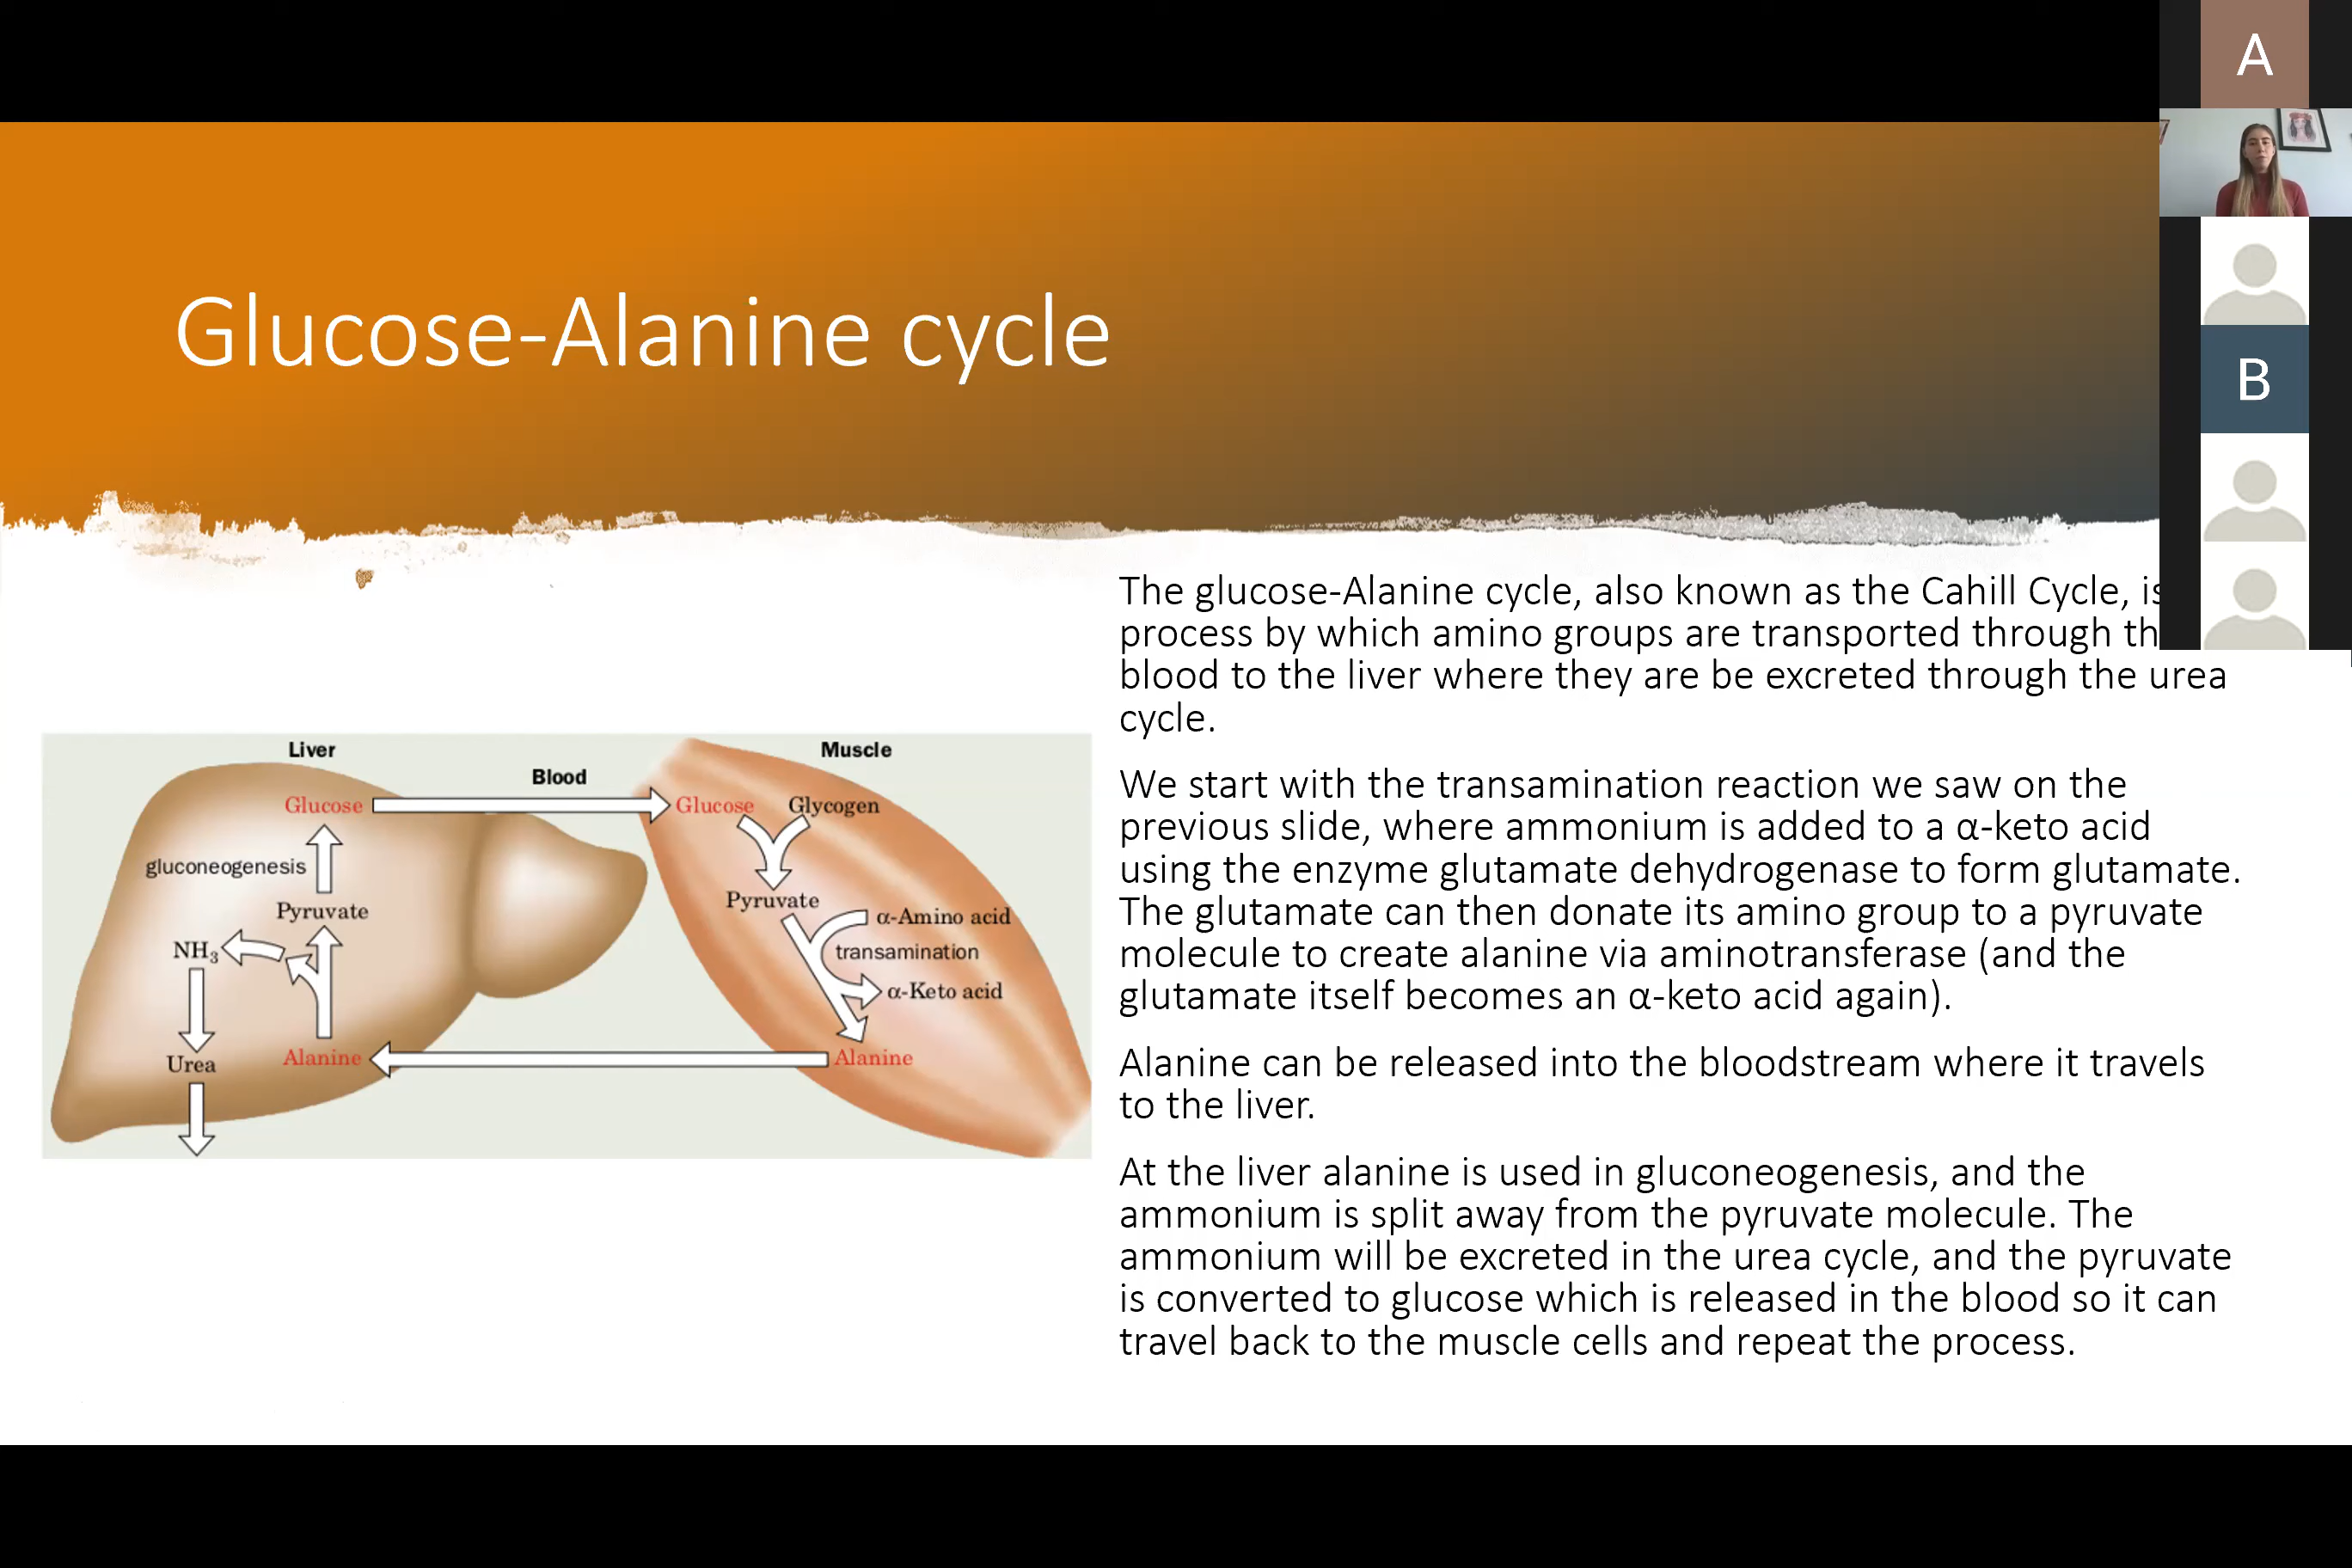 A
B
Glucose-Alanine cycle
The glucose-Alanine cycle, also known as the Cahill Cycle, is
process by which amino groups are transported through th
blood to the liver where they are be excreted through the urea
cycle.
We start with the transamination reaction we saw on the
previous slide, where ammonium is added to a α-keto acid
using the enzyme glutamate dehydrogenase to form glutamate.
The glutamate can then donate its amino group to a pyruvate
molecule to create alanine via aminotransferase (and the
glutamate itself becomes an α-keto acid again).
Alanine can be released into the bloodstream where it travels
to the liver.
At the liver alanine is used in gluconeogenesis, and the
ammonium is split away from the pyruvate molecule. The
ammonium will be excreted in the urea cycle, and the pyruvate
is converted to glucose which is released in the blood so it can
travel back to the muscle cells and repeat the process.
Liver
Blood
Muscle
Glucose
Glucose
Glycogen
gluconeogenesis
Pyruvate
Pyruvate
α-Amino acid
NH₃
transamination
α-Keto acid
Urea
Alanine
Alanine